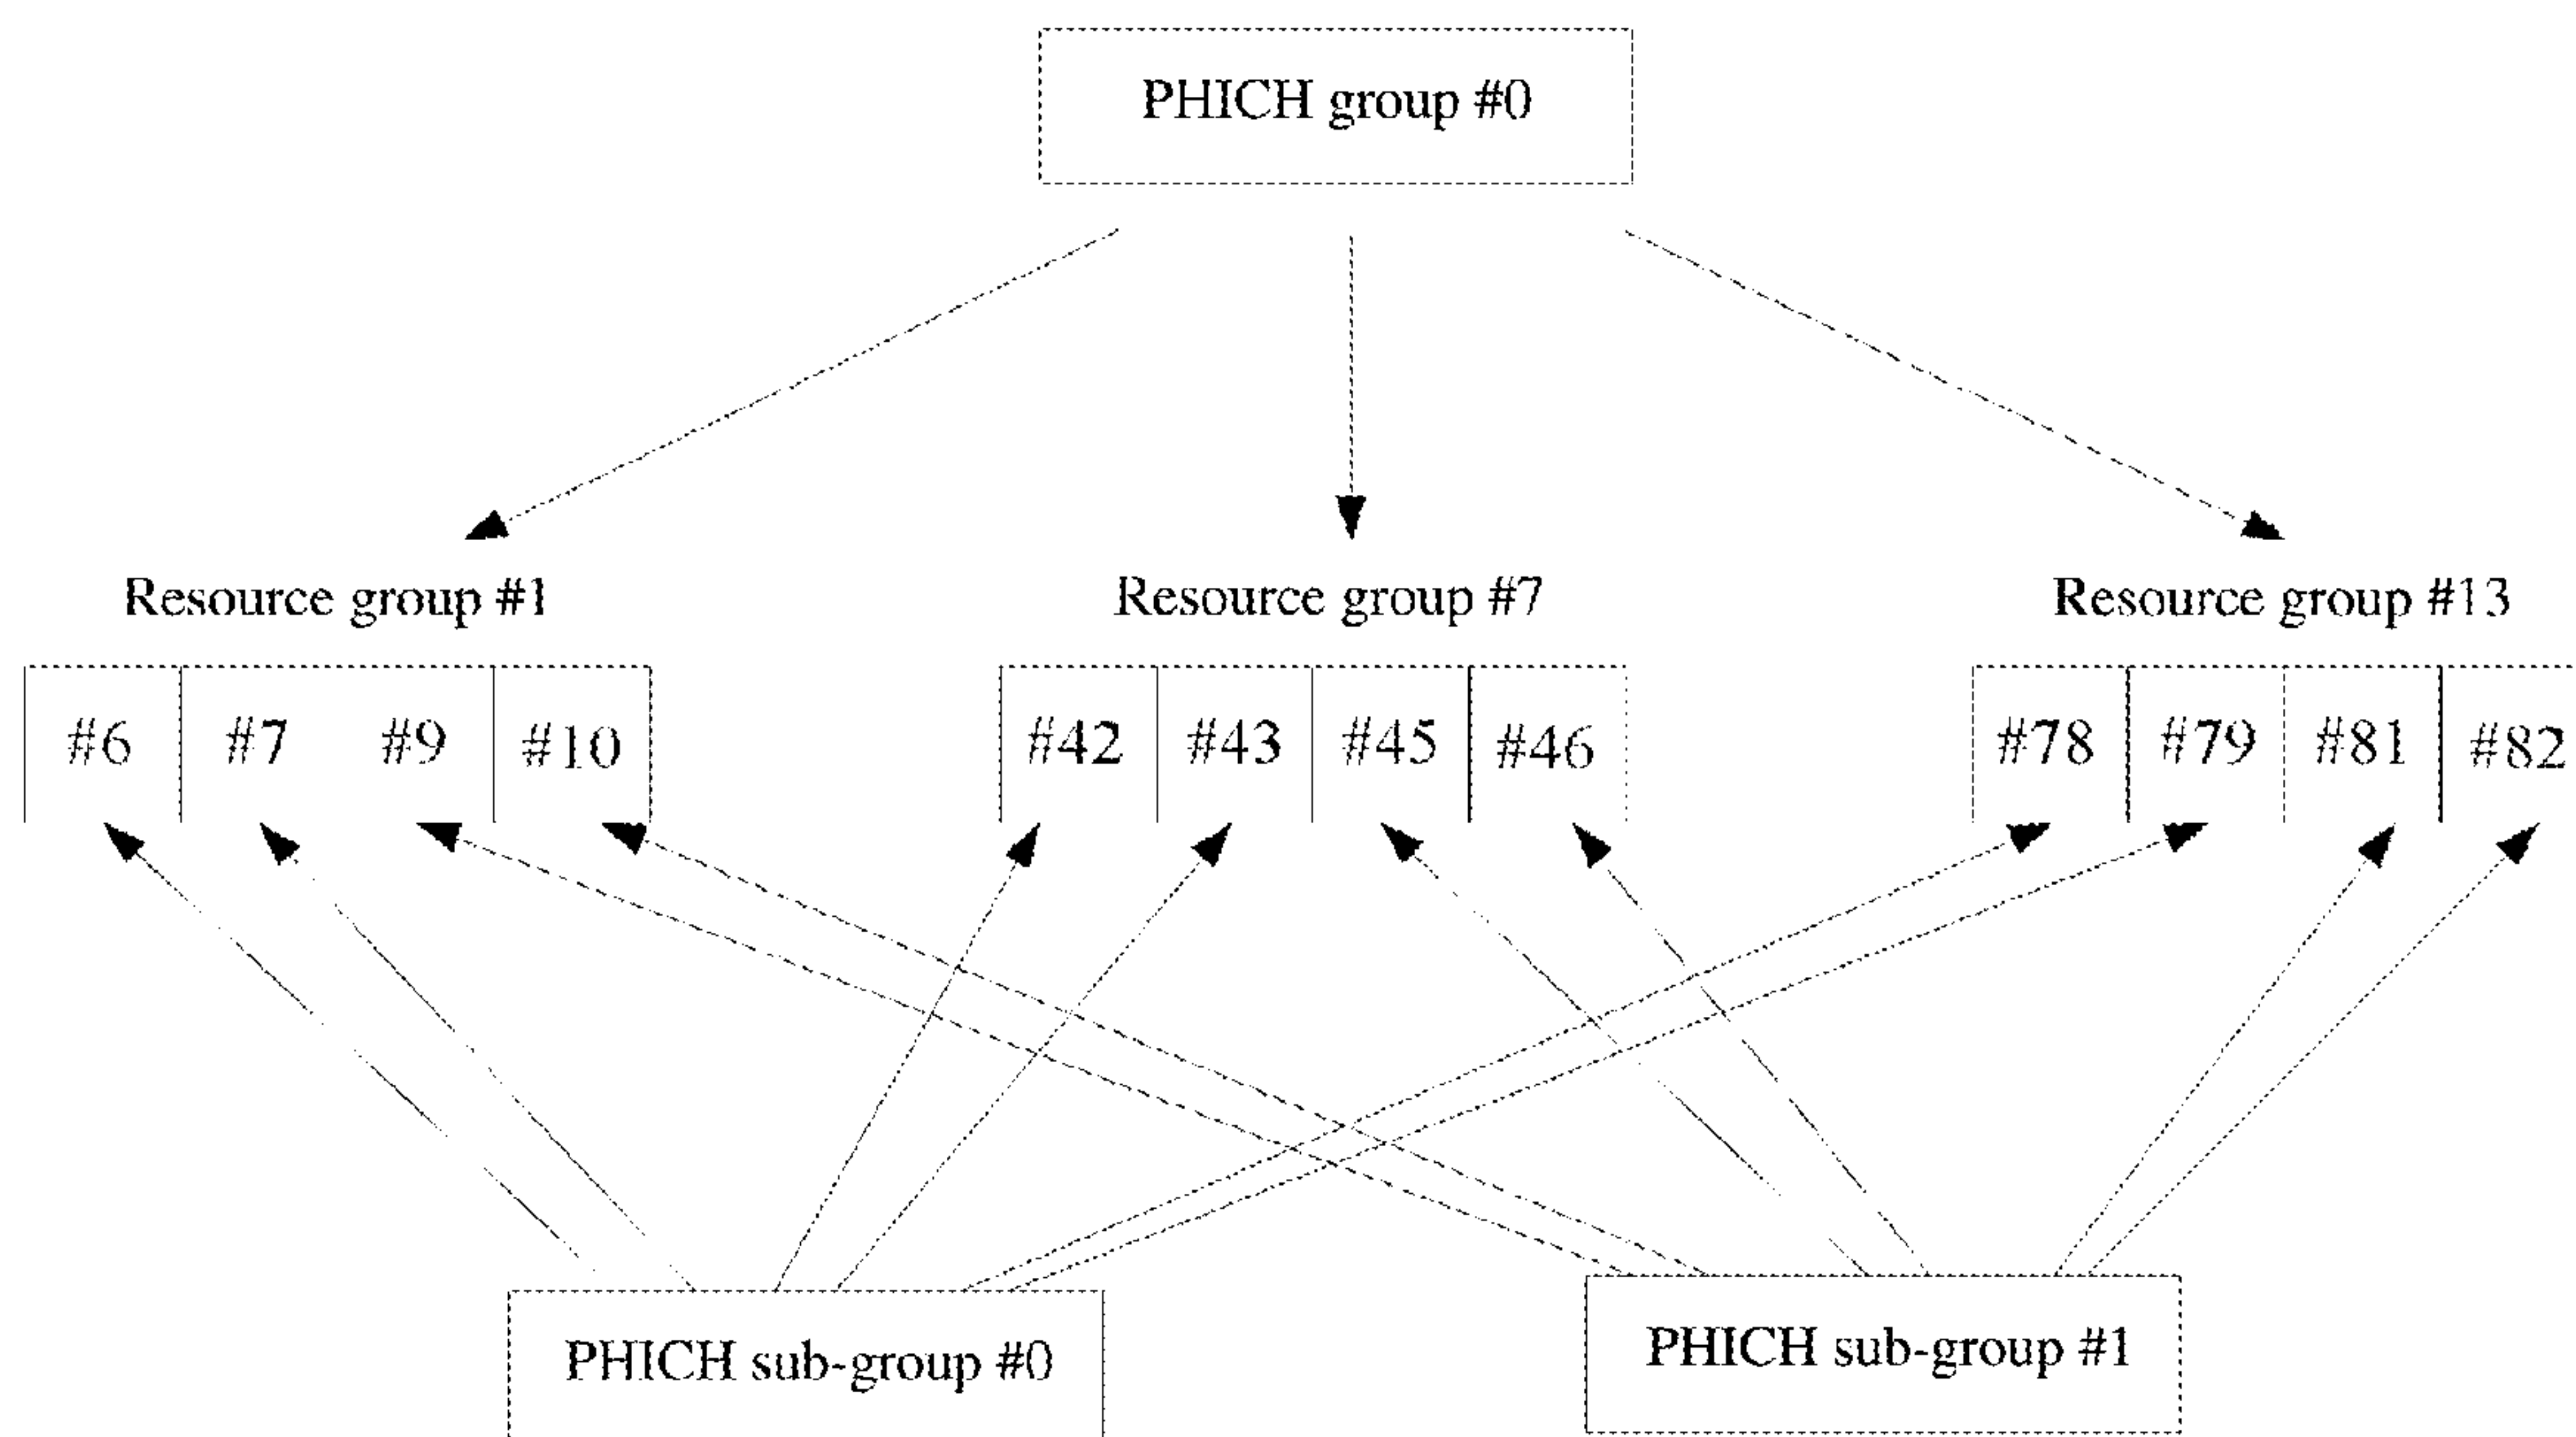 PHICH group #0
Resource group #1 Resource group #7 Resource group #13
#6 #7 #9 #10 #42 #43 #45 #46 #78 #79 #81 #82
PHICH sub-group #0 PHICH sub-group #1